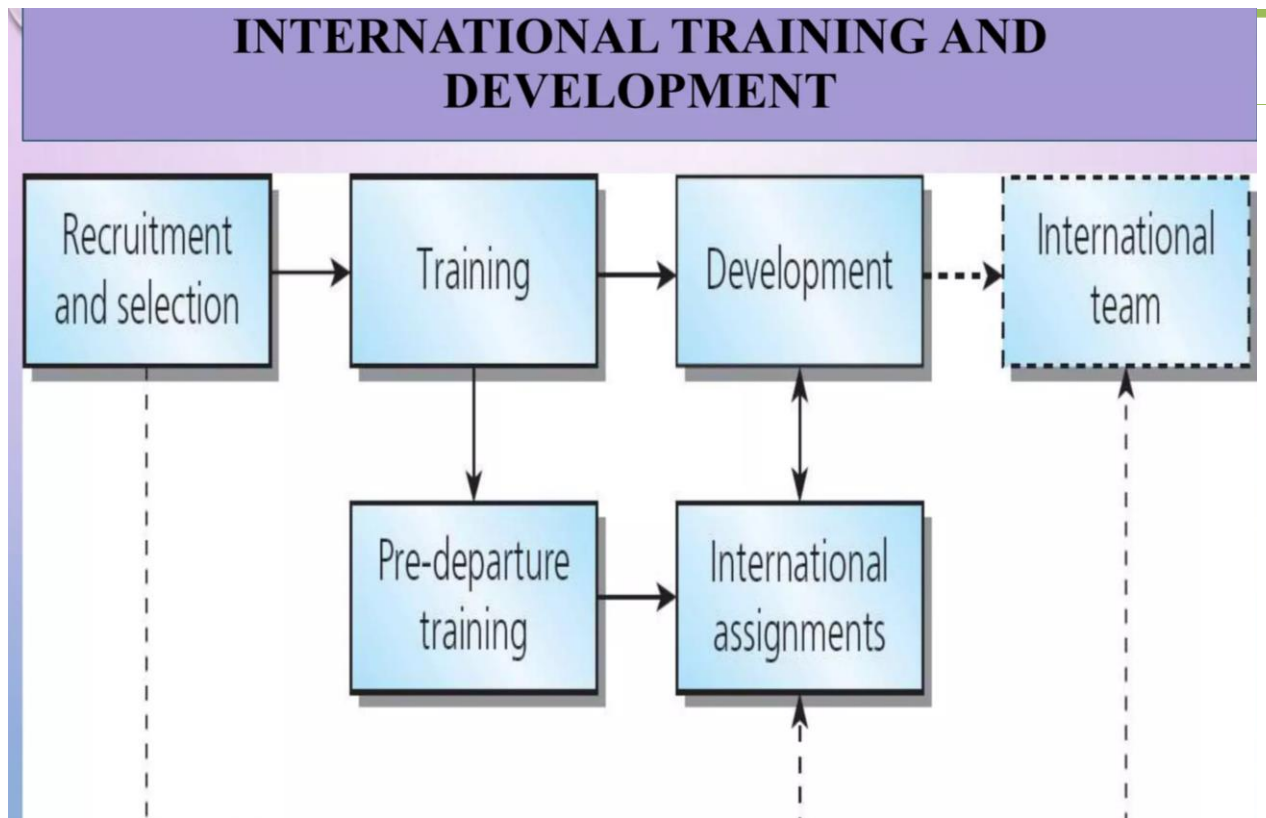 INTERNATIONAL TRAINING AND
DEVELOPMENT
Recruitment
and selection
Training
Development
International
team
Pre-departure
training
International
assignments